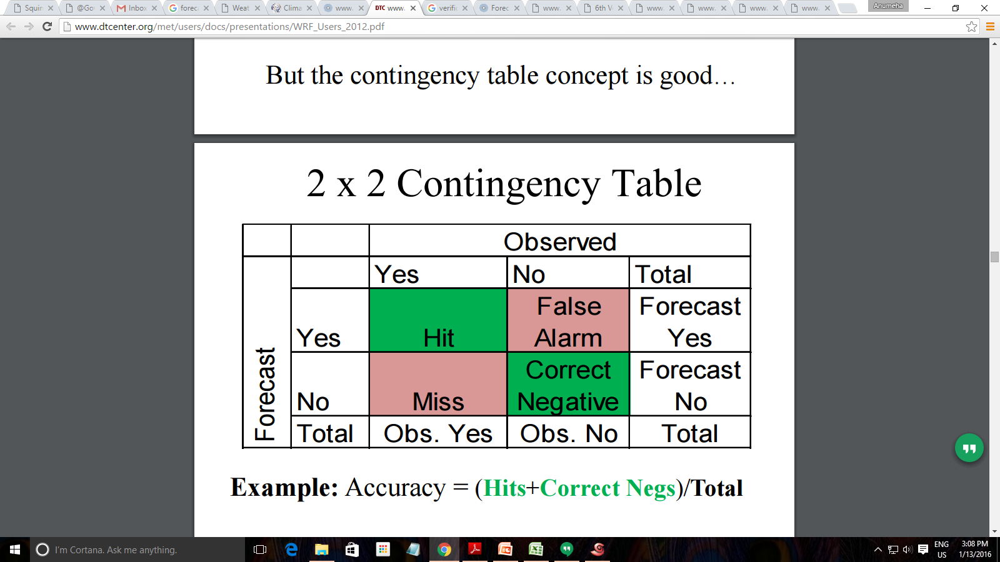 Squir
@Go
Inbox
forec
Weat
Clima
www.
DTC www.
verific
Forec
www.
6th V
www.
www.
www.
www.
Anumeha
www.dtcenter.org/met/users/docs/presentations/WRF_Users_2012.pdf
But the contingency table concept is good…
2 x 2 Contingency Table
Observed
Yes No Total
Forecast
Yes Hit False Alarm Forecast Yes
No Miss Correct Negative Forecast No
Total Obs. Yes Obs. No Total
Example: Accuracy = (Hits+Correct Negs)/Total
I'm Cortana. Ask me anything.
ENG
US
3:08 PM
1/13/2016